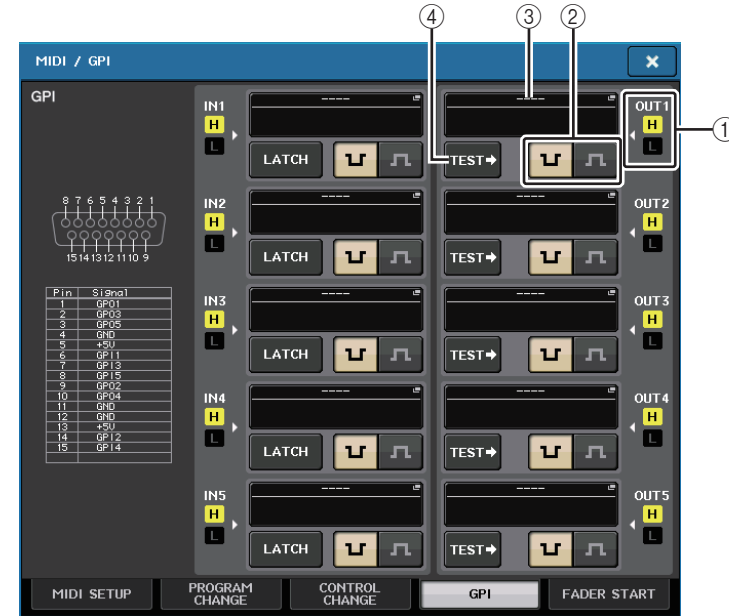 ④ ③ ②
MIDI / GPI ×
GPI
IN1 ---- ---- OUT1
H H ①
L L
LATCH TEST→
8 7 6 5 4 3 2 1
15 14 13 12 11 10 9
IN2 ---- ---- OUT2
H H
L L
LATCH TEST→
Pin Signal
1 GPO1
2 GPO3
3 GPO5
4 GND
5 +5V
6 GPI1
7 GPI3
8 GPI5
9 GPO2
10 GPO4
11 GND
12 GND
13 +5V
14 GPI2
15 GPI4
IN3 ---- ---- OUT3
H H
L L
LATCH TEST→
IN4 ---- ---- OUT4
H H
L L
LATCH TEST→
IN5 ---- ---- OUT5
H H
L L
LATCH TEST→
MIDI SETUP PROGRAM CHANGE CONTROL CHANGE GPI FADER START